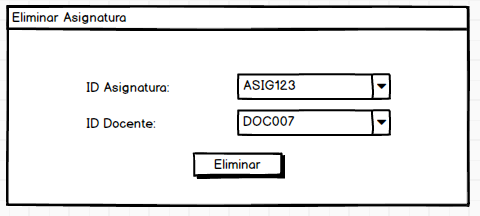 Eliminar Asignatura
ID Asignatura: ASIG123
ID Docente: DOC007
Eliminar